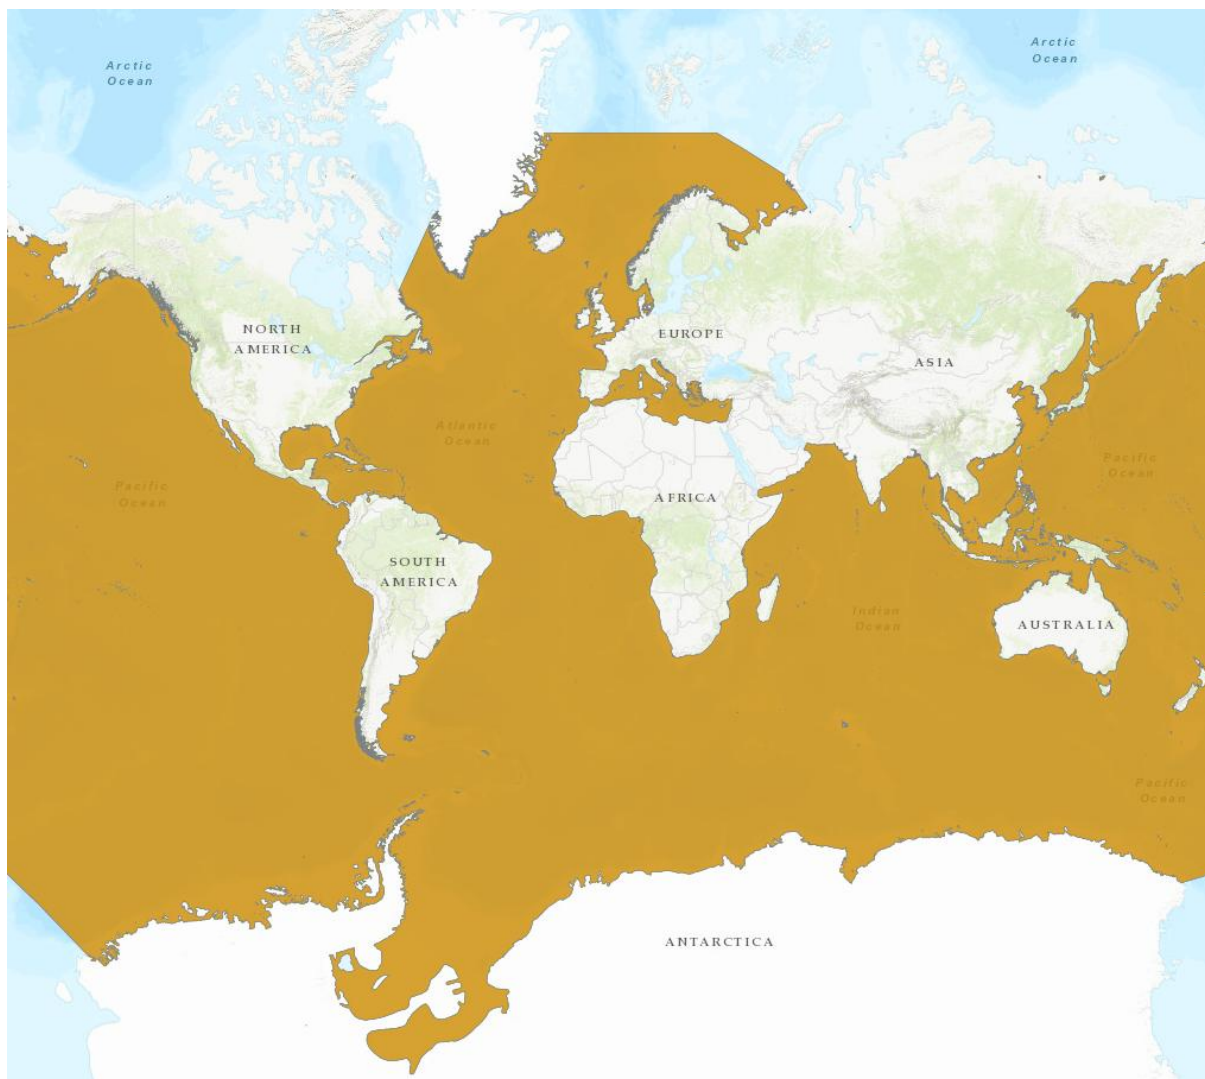 Arctic
Ocean
Arctic
Ocean
NORTH
AMERICA
EUROPE
ASIA
Atlantic
Ocean
Pacific
Ocean
Pacific
Ocean
AFRICA
SOUTH
AMERICA
Indian
Ocean
AUSTRALIA
Pacific
Ocean
ANTARCTICA